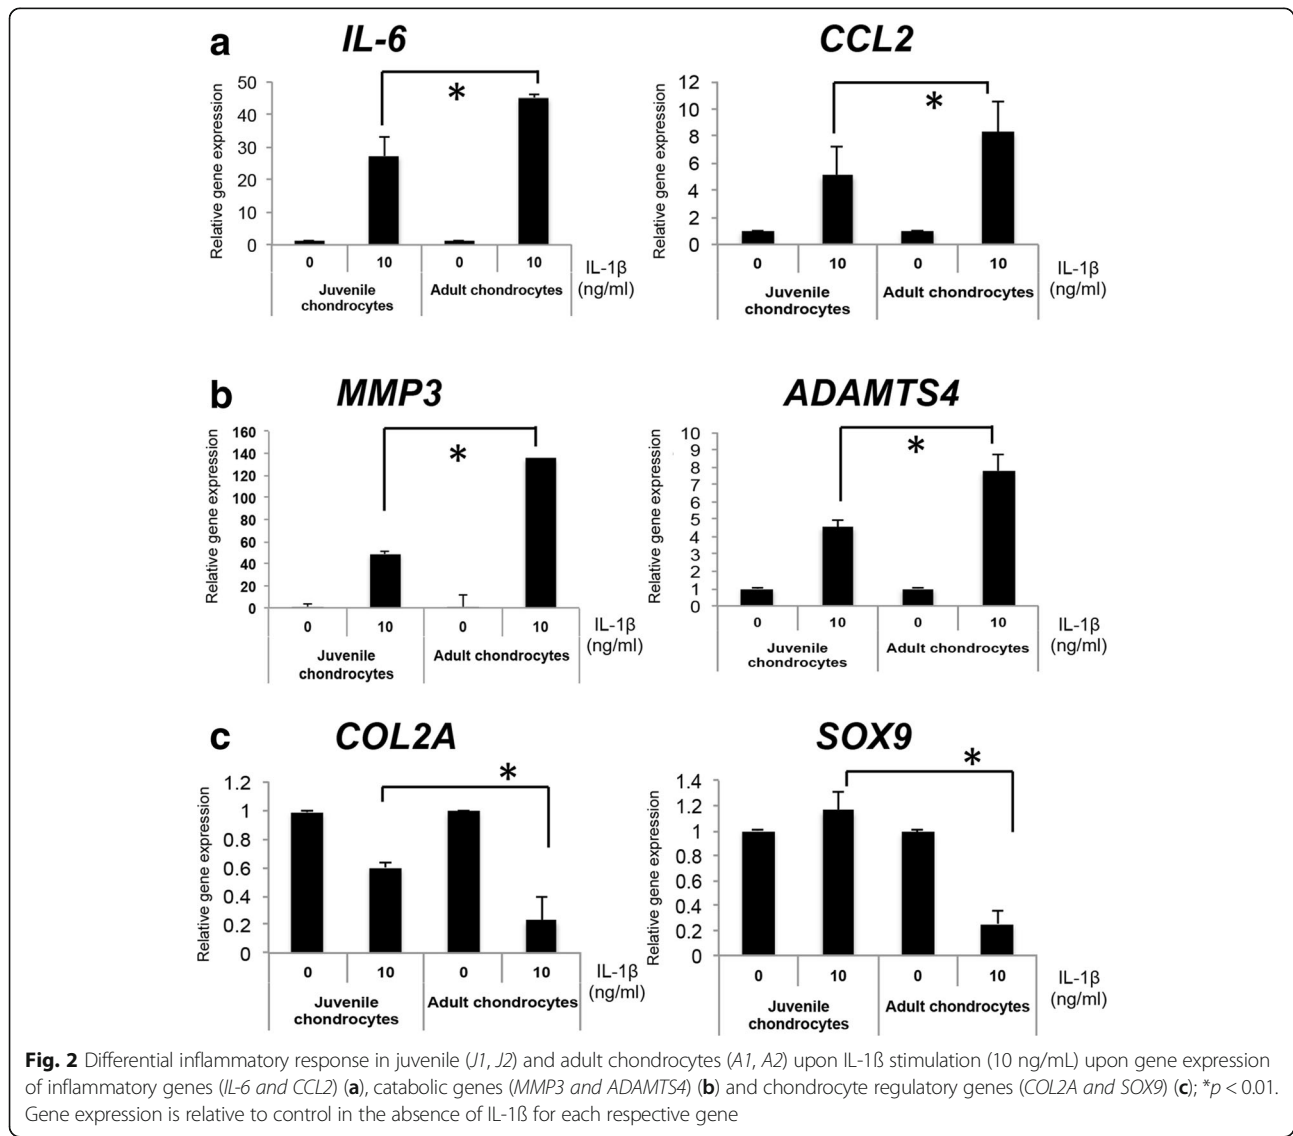 a
IL-6
CCL2
Relative gene expression
50
40
30
20
10
0
*
0
10
0
10
IL-1β
(ng/ml)
Juvenile
chondrocytes
Adult chondrocytes
Relative gene expression
12
10
8
6
4
2
0
*
0
10
0
10
IL-1β
(ng/ml)
Juvenile
chondrocytes
Adult chondrocytes
b
MMP3
ADAMTS4
Relative gene expression
160
140
120
100
80
60
40
20
0
*
0
10
0
10
IL-1β
(ng/ml)
Juvenile
chondrocytes
Adult chondrocytes
Relative gene expression
10
9
8
7
6
5
4
3
2
1
0
*
0
10
0
10
IL-1β
(ng/ml)
Juvenile
chondrocytes
Adult chondrocytes
c
COL2A
SOX9
Relative gene expression
1.2
1
0.8
0.6
0.4
0.2
0
*
0
10
0
10
IL-1β
(ng/ml)
Juvenile
chondrocytes
Adult chondrocytes
Relative gene expression
1.4
1.2
1
0.8
0.6
0.4
0.2
0
*
0
10
0
10
IL-1β
(ng/ml)
Juvenile
chondrocytes
Adult chondrocytes
Fig. 2 Differential inflammatory response in juvenile (J1, J2) and adult chondrocytes (A1, A2) upon IL-1ß stimulation (10 ng/mL) upon gene expression
of inflammatory genes (IL-6 and CCL2) (a), catabolic genes (MMP3 and ADAMTS4) (b) and chondrocyte regulatory genes (COL2A and SOX9) (c); *p < 0.01.
Gene expression is relative to control in the absence of IL-1ß for each respective gene